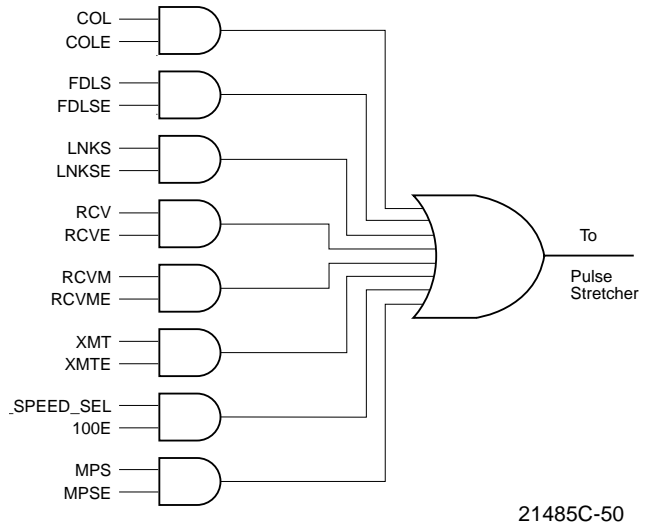 COL
COLE
FDLS
FDLSE
LNKS
LNKSE
RCV
RCVE
RCVM
RCVME
XMT
XMTE
_SPEED_SEL
100E
MPS
MPSE
To
Pulse
Stretcher
21485C-50